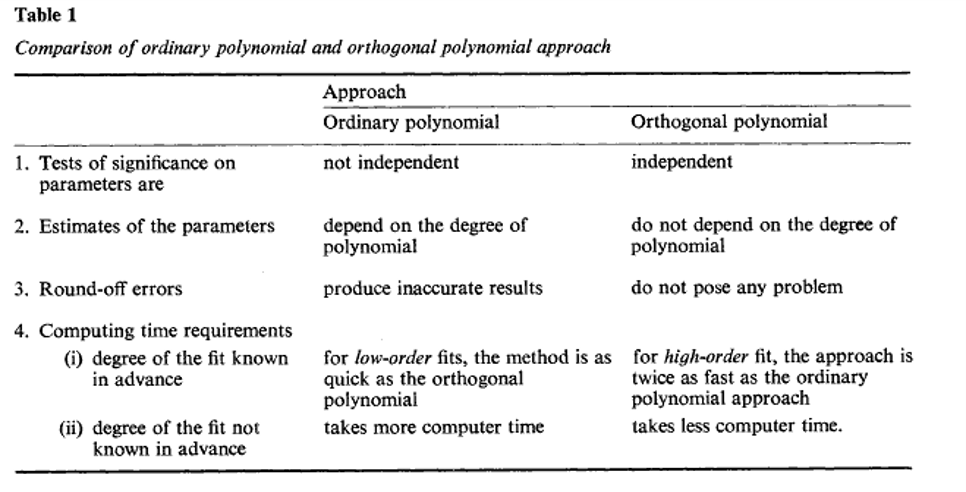 Table 1
Comparison of ordinary polynomial and orthogonal polynomial approach
Approach
Ordinary polynomial Orthogonal polynomial
1. Tests of significance on not independent independent
parameters are
2. Estimates of the parameters depend on the degree of do not depend on the degree of
polynomial polynomial
3. Round-off errors produce inaccurate results do not pose any problem
4. Computing time requirements
(i) degree of the fit known for low-order fits, the method is as for high-order fit, the approach is
in advance quick as the orthogonal twice as fast as the ordinary
polynomial polynomial approach
(ii) degree of the fit not takes more computer time takes less computer time.
known in advance